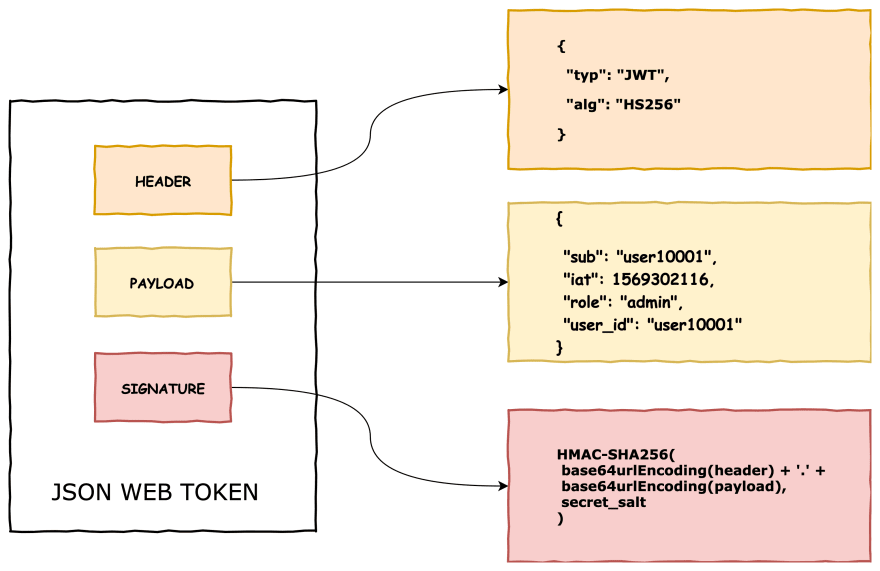 HEADER
PAYLOAD
SIGNATURE
JSON WEB TOKEN
{
"typ": "JWT",
"alg": "HS256"
}
{
"sub": "user10001",
"iat": 1569302116,
"role": "admin",
"user_id": "user10001"
}
HMAC-SHA256(
base64urlEncoding(header) + '.' +
base64urlEncoding(payload),
secret_salt
)